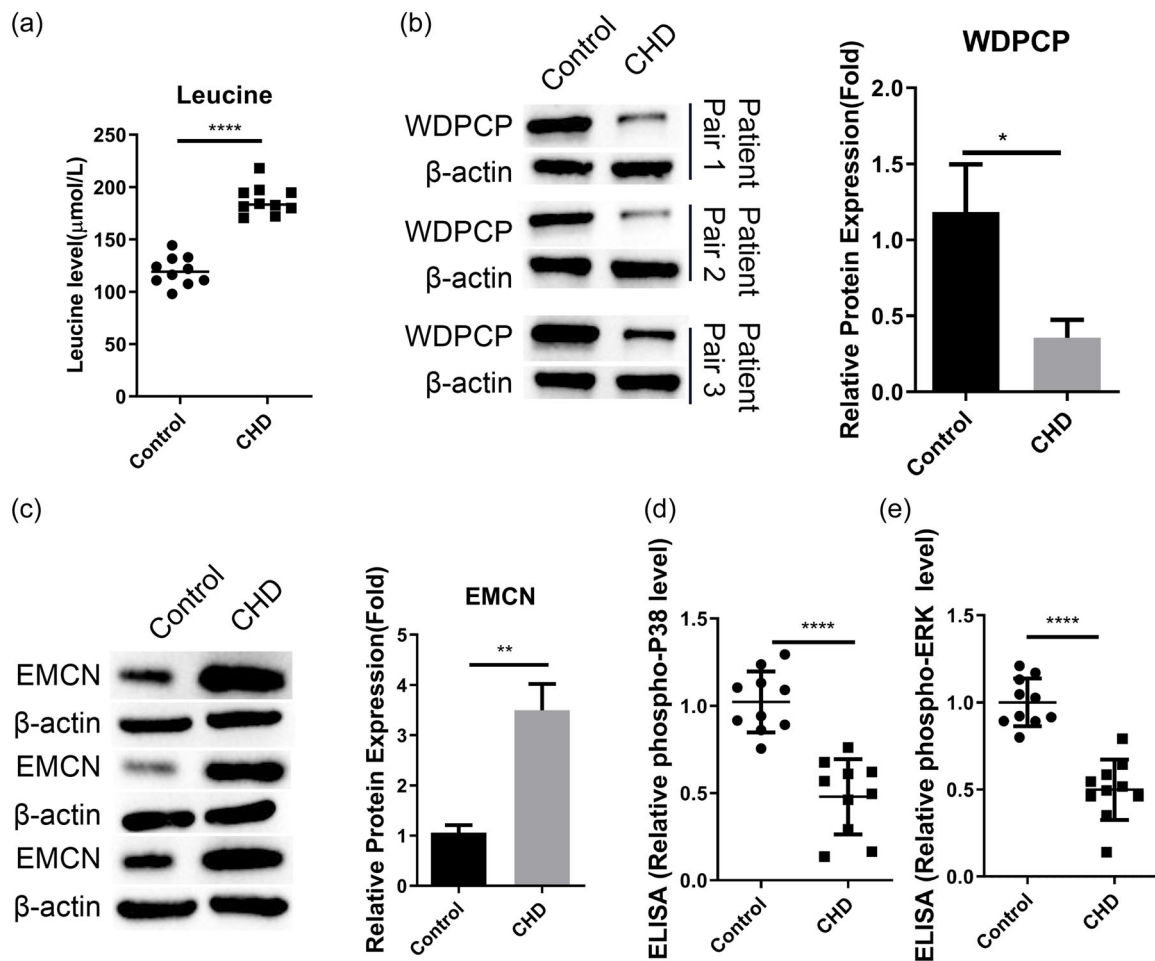 (a)
Leucine
****
Leucine level(μmol/L)
250
200
150
100
50
0
Control
CHD
(b)
Control
CHD
WDPCP
β-actin
Patient
Pair 1
WDPCP
β-actin
Patient
Pair 2
WDPCP
β-actin
Patient
Pair 3
WDPCP
*
Relative Protein Expression(Fold)
2.0
1.5
1.0
0.5
0.0
Control
CHD
(c)
Control
CHD
EMCN
β-actin
EMCN
β-actin
EMCN
β-actin
EMCN
**
Relative Protein Expression(Fold)
5
4
3
2
1
0
Control
CHD
(d)
****
ELISA (Relative phospho-P38 level)
1.5
1.0
0.5
0.0
Control
CHD
(e)
****
ELISA (Relative phospho-ERK level)
1.5
1.0
0.5
0.0
Control
CHD